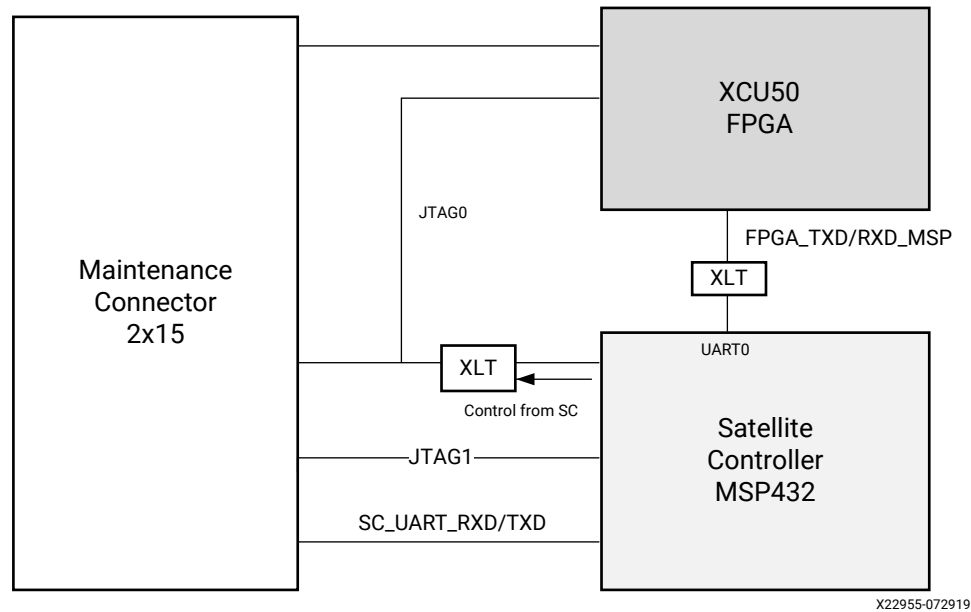 XCU50
FPGA
JTAG0
FPGA_TXD/RXD_MSP
Maintenance
Connector
2x15
XLT
UART0
XLT
Control from SC
Satellite
Controller
MSP432
JTAG1
SC_UART_RXD/TXD
X22955-072919